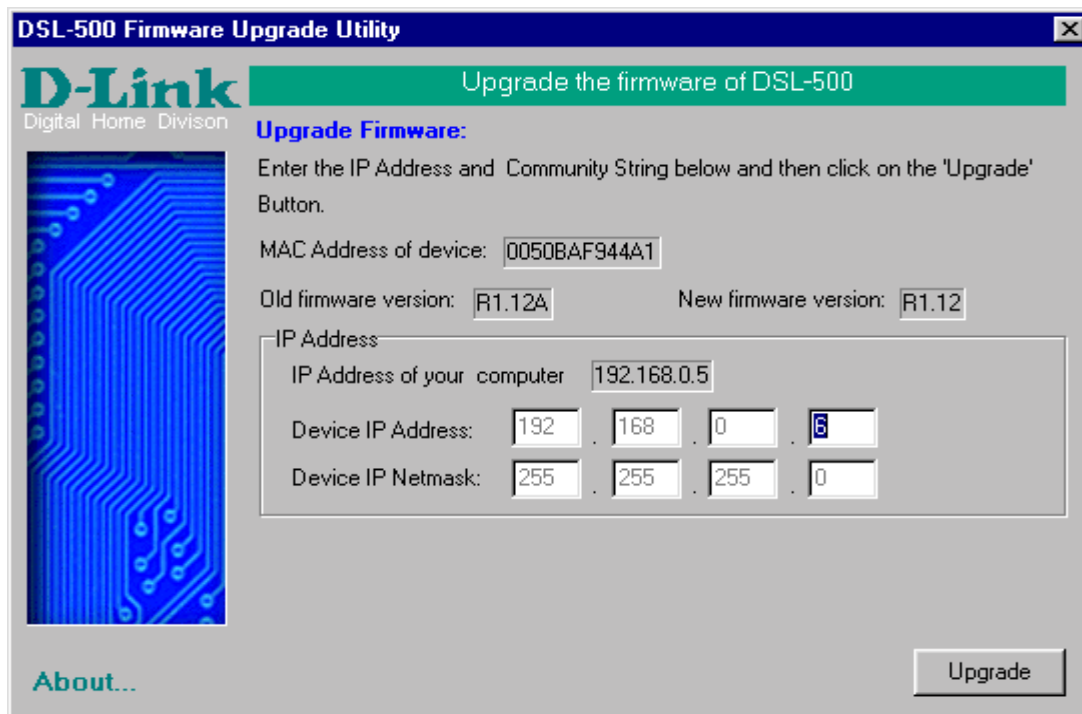 DSL-500 Firmware Upgrade Utility
D-Link
Digital Home Divison
Upgrade the firmware of DSL-500
Upgrade Firmware:
Enter the IP Address and Community String below and then click on the 'Upgrade'
Button.
MAC Address of device: 0050BAF944A1
Old firmware version: R1.12A New firmware version: R1.12
IP Address
IP Address of your computer 192.168.0.5
Device IP Address: 192 . 168 . 0 . 6
Device IP Netmask: 255 . 255 . 255 . 0
About...
Upgrade